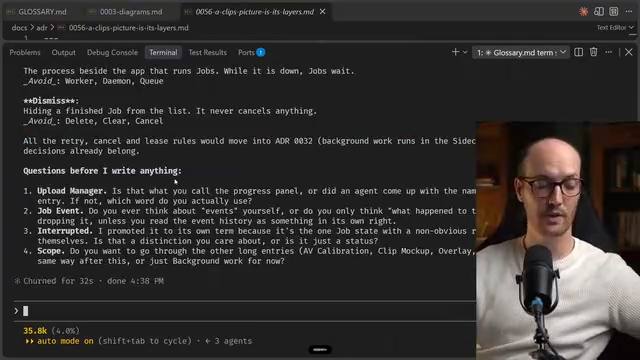 GLOSSARY.md
0003-diagrams.md
0056-a-clips-picture-is-its-layers.md
docs > adr > 0056-a-clips-picture-is-its-layers.md
Text Editor
Problems Output Debug Console Terminal Test Results Ports 1
1: ✳ Glossary.md term s
The process beside the app that runs Jobs. While it is down, Jobs wait.
_Avoid_: Worker, Daemon, Queue
**Dismiss**:
Hiding a finished Job from the list. It never cancels anything.
_Avoid_: Delete, Clear, Cancel
All the retry, cancel and lease rules would move into ADR 0032 (background work runs in the Sidec
decisions already belong.
Questions before I write anything:
1. Upload Manager. Is that what you call the progress panel, or did an agent come up with the nam
entry. If not, which word do you actually use?
2. Job Event. Do you ever think about "events" yourself, or do you only think "what happened to t
dropping it, unless you read the event history as something in its own right.
3. Interrupted. I promoted it to its own term because it's the one Job state with a non-obvious r
themselves. Is that a distinction you care about, or is it just a status?
4. Scope. Do you want to go through the other long entries (AV Calibration, Clip Mockup, Overlay,
same way after this, or just Background work for now?
✳ Churned for 32s · done 4:38 PM
>
35.8k (4.0%)
▸▸ auto mode on (shift+tab to cycle) · ← 3 agents